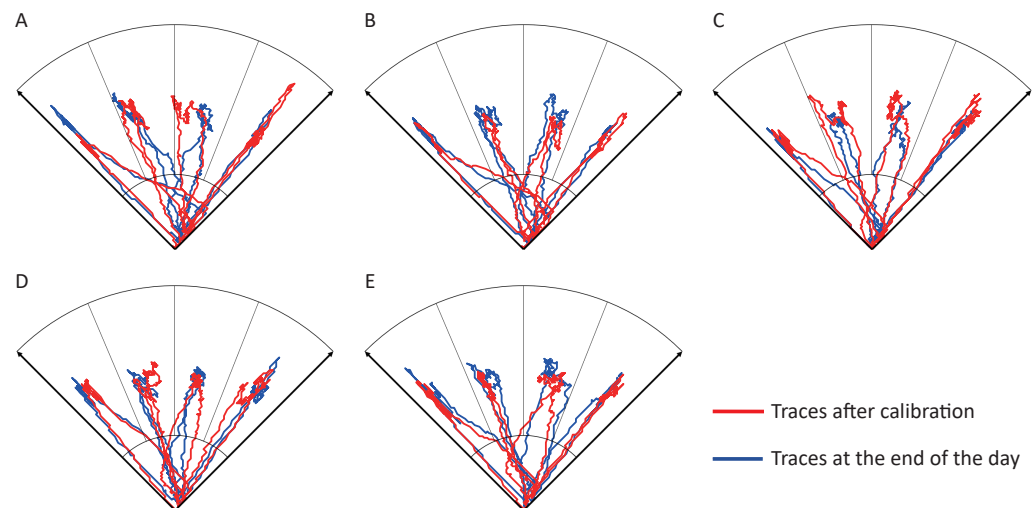 A
B
C
D
E
Traces after calibration
Traces at the end of the day